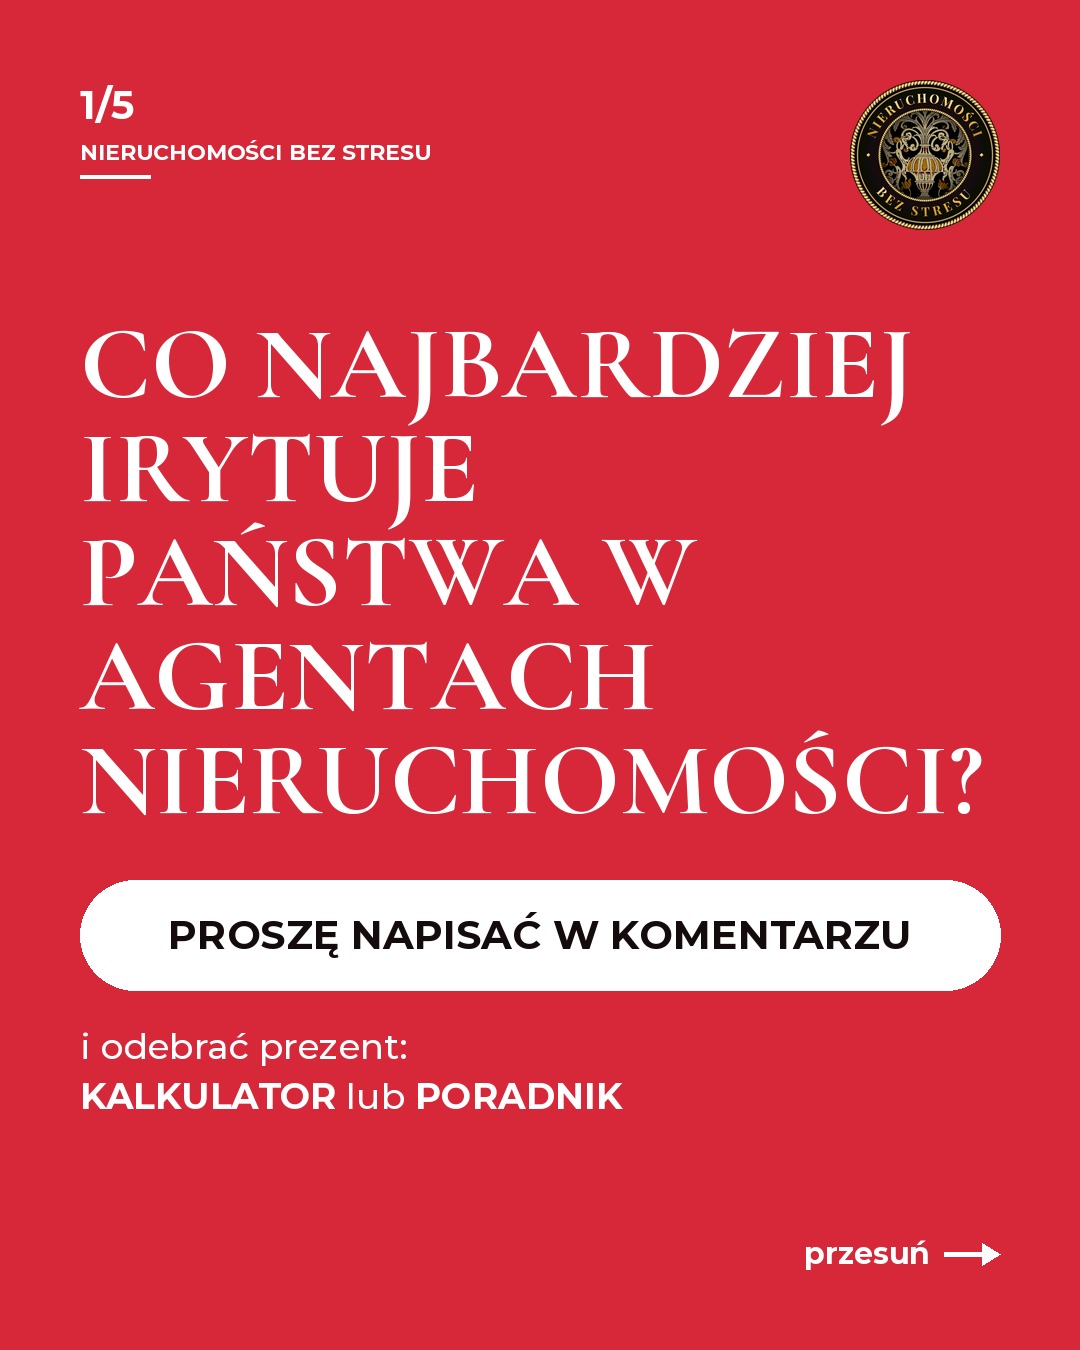 1/5
NIERUCHOMOŚCI BEZ STRESU
NIERUCHOMOŚCI
BEZ STRESU
CO NAJBARDZIEJ
IRYTUJE
PAŃSTWA W
AGENTACH
NIERUCHOMOŚCI?
PROSZĘ NAPISAĆ W KOMENTARZU
i odebrać prezent:
KALKULATOR lub PORADNIK
przesuń